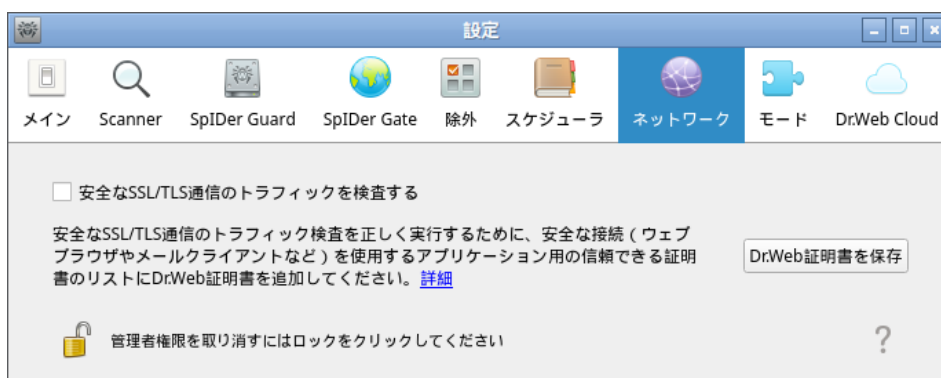 設定
メイン Scanner SpIDer Guard SpIDer Gate 除外 スケジューラ ネットワーク モード Dr.Web Cloud
安全なSSL/TLS通信のトラフィックを検査する
安全なSSL/TLS通信のトラフィック検査を正しく実行するために、安全な接続（ウェブ
ブラウザやメールクライアントなど）を使用するアプリケーション用の信頼できる証明
書のリストにDr.Web証明書を追加してください。詳細
Dr.Web証明書を保存
管理者権限を取り消すにはロックをクリックしてください
?